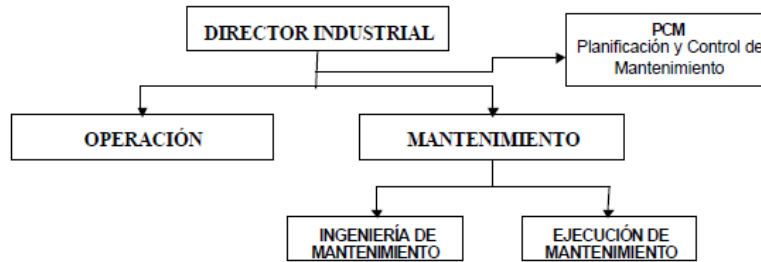 DIRECTOR INDUSTRIAL
PCM
Planificación y Control de
Mantenimiento
OPERACIÓN
MANTENIMIENTO
INGENIERÍA DE
MANTENIMIENTO
EJECUCIÓN DE
MANTENIMIENTO